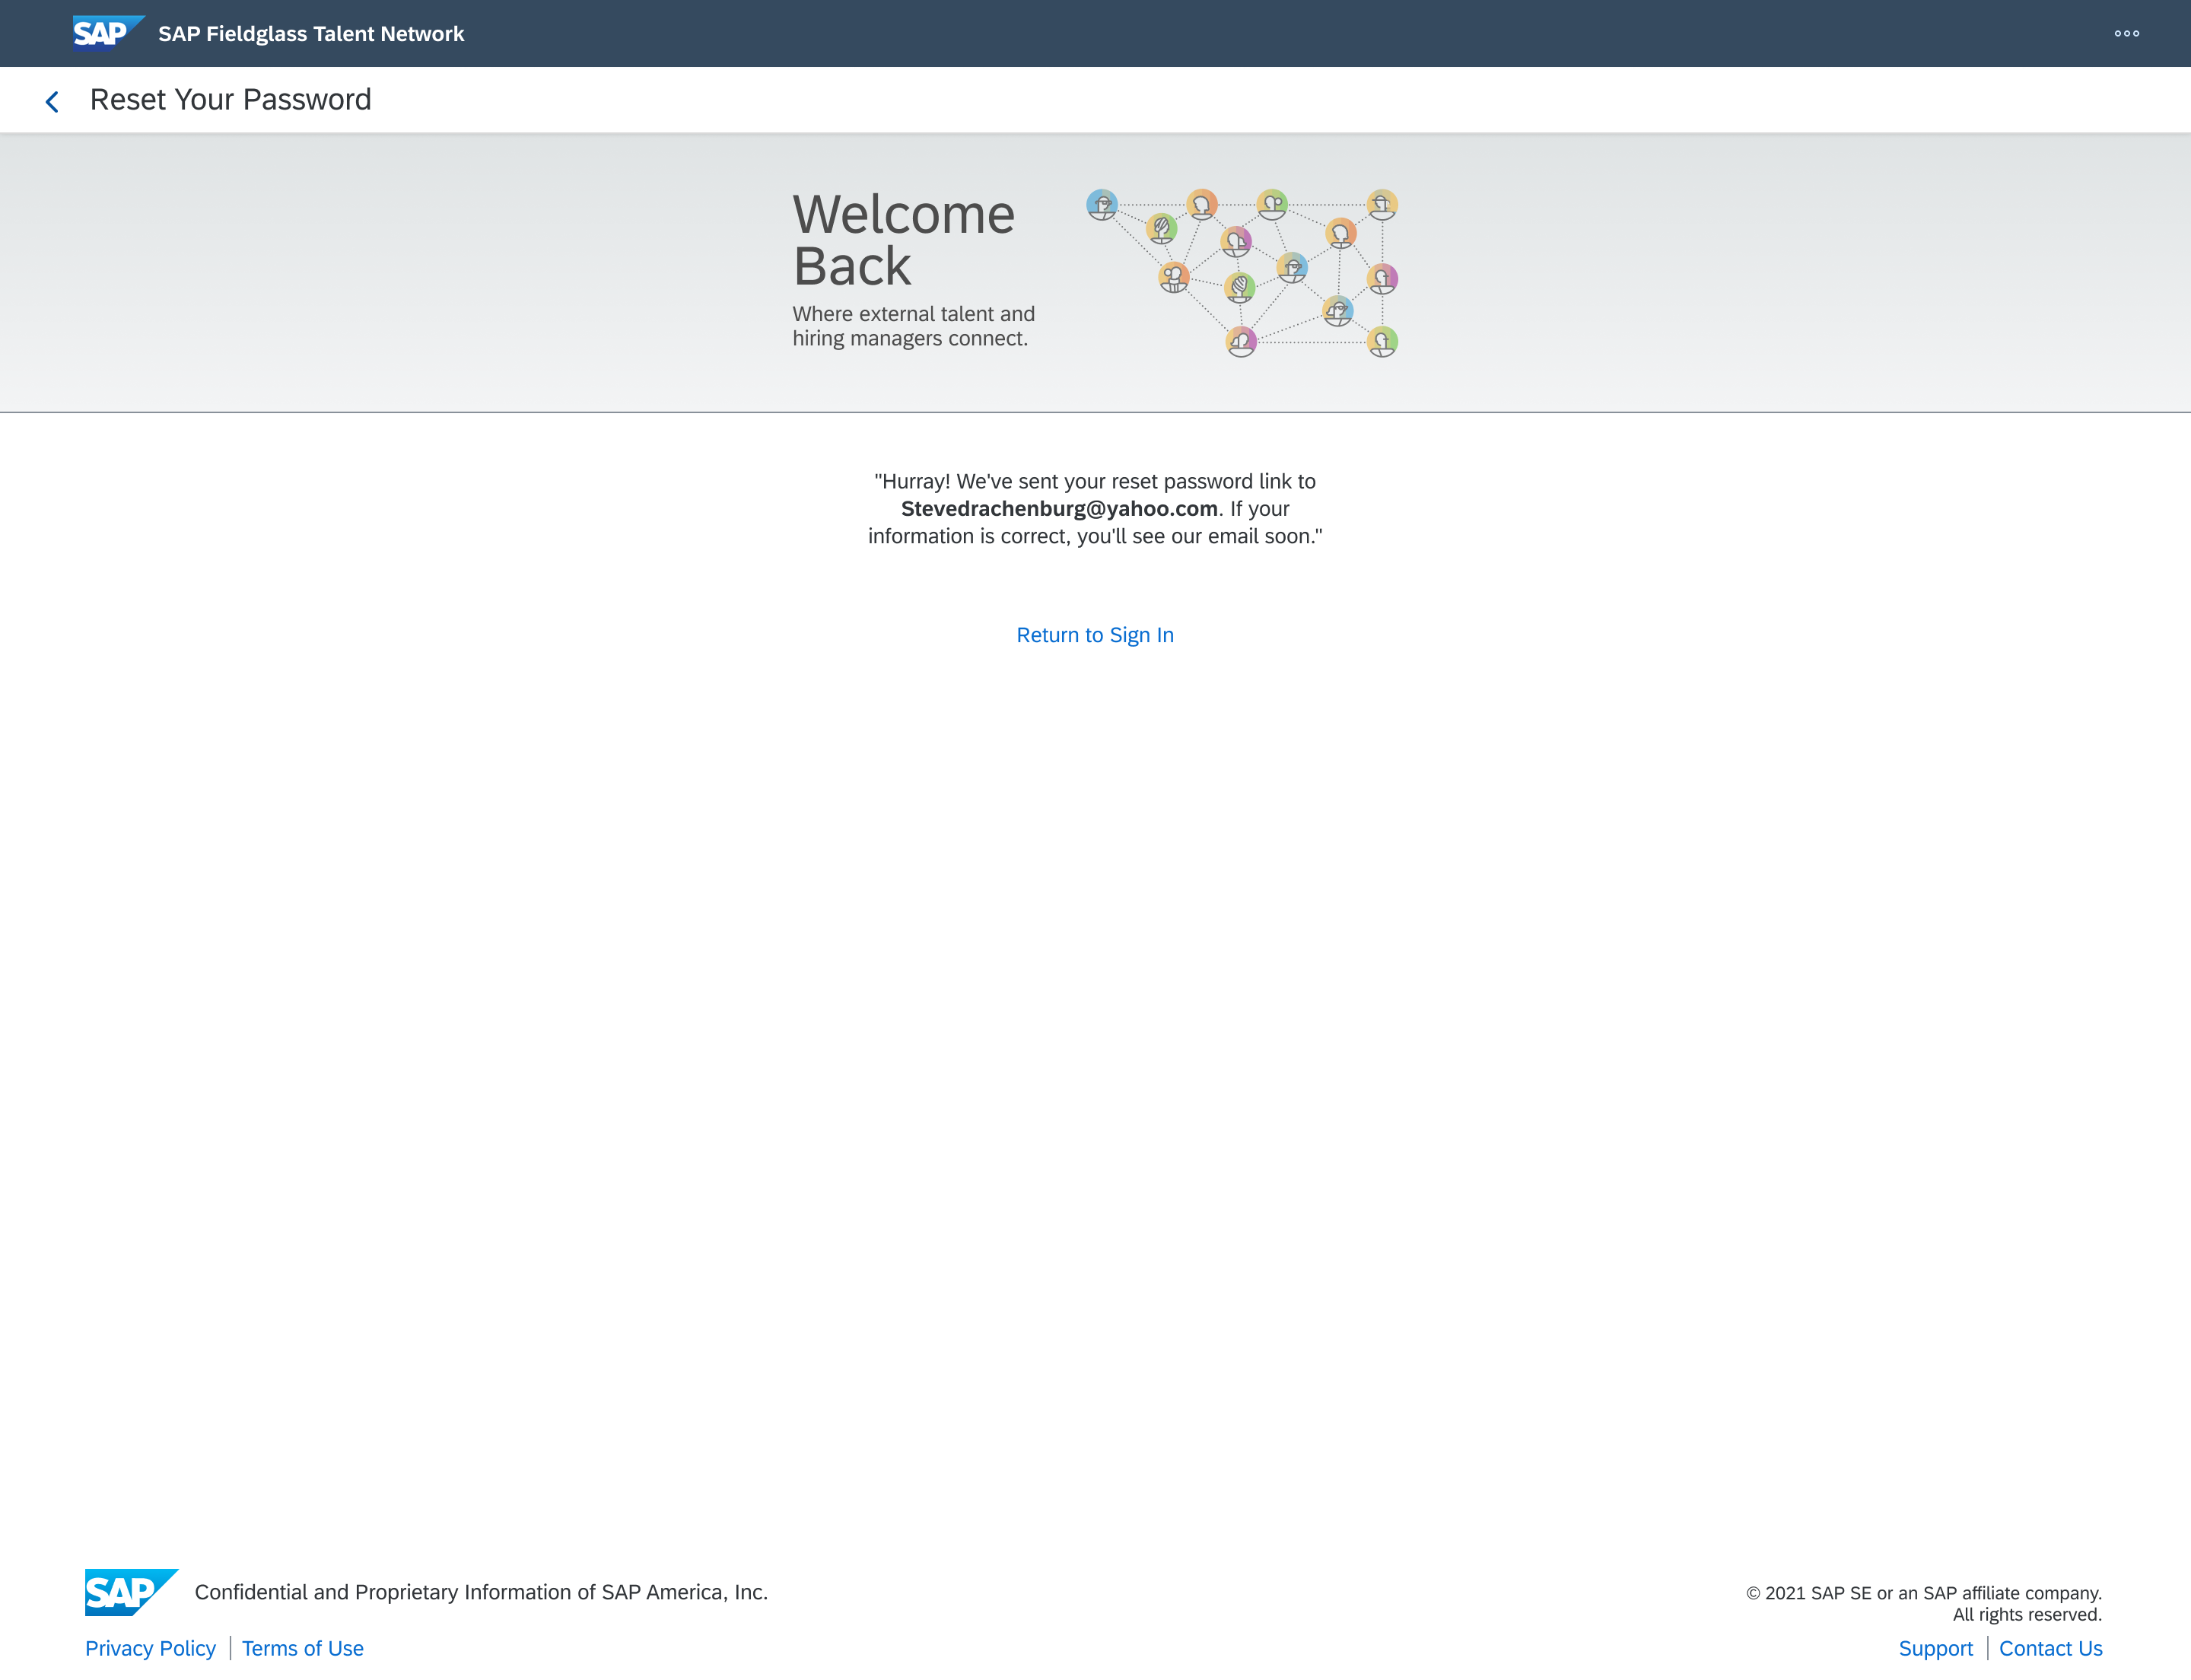 SAP SAP Fieldglass Talent Network
Reset Your Password
Welcome
Back
Where external talent and
hiring managers connect.
"Hurray! We've sent your reset password link to
Stevedrachenburg@yahoo.com. If your
information is correct, you'll see our email soon."
Return to Sign In
SAP Confidential and Proprietary Information of SAP America, Inc.
Privacy Policy Terms of Use
© 2021 SAP SE or an SAP affiliate company.
All rights reserved.
Support Contact Us